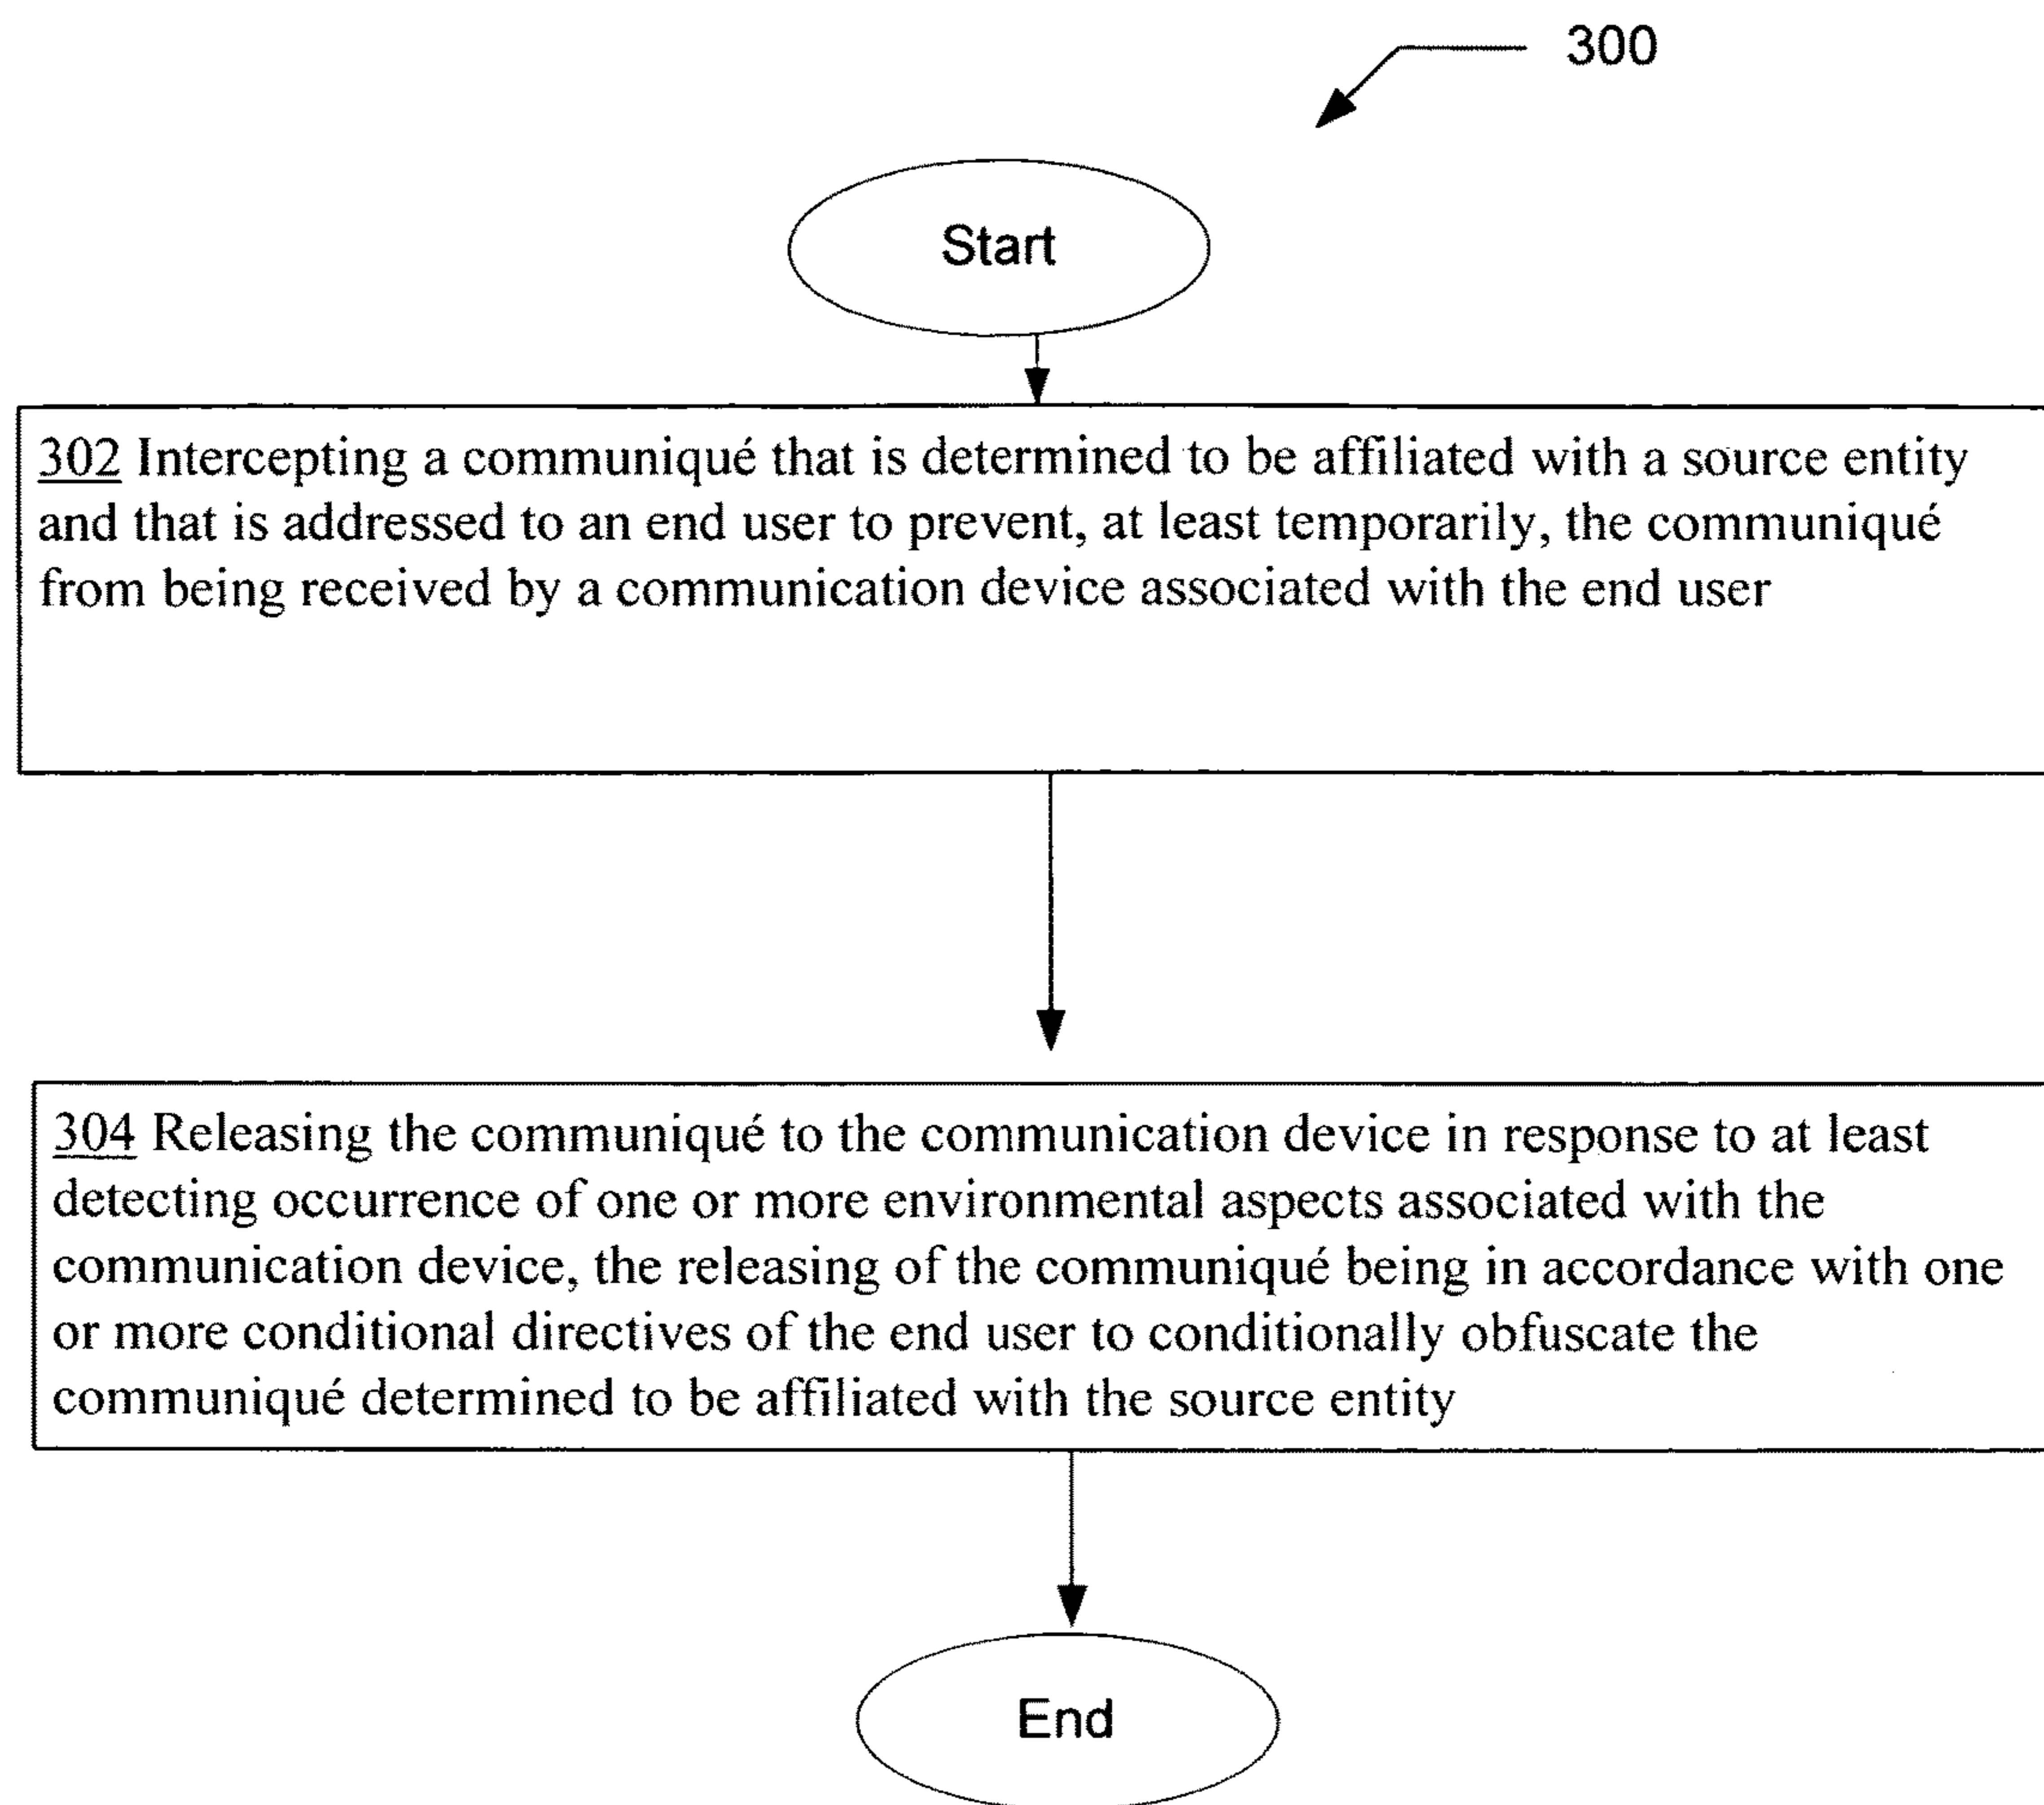 300
Start
302 Intercepting a communiqué that is determined to be affiliated with a source entity
and that is addressed to an end user to prevent, at least temporarily, the communiqué
from being received by a communication device associated with the end user
304 Releasing the communiqué to the communication device in response to at least
detecting occurrence of one or more environmental aspects associated with the
communication device, the releasing of the communiqué being in accordance with one
or more conditional directives of the end user to conditionally obfuscate the
communiqué determined to be affiliated with the source entity
End